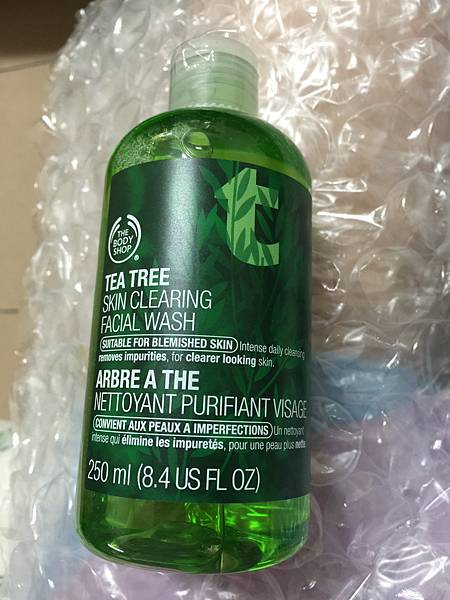 t
THE
BODY
SHOP
®
TEA TREE
SKIN CLEARING
FACIAL WASH
SUITABLE FOR BLEMISHED SKIN Intense daily cleansing
removes impurities, for clearer looking skin.
ARBRE A THE
NETTOYANT PURIFIANT VISAGE
CONVIENT AUX PEAUX A IMPERFECTIONS Un nettoyant
intense qui élimine les impuretés, pour une peau plus nette
250 ml (8.4 US FL OZ)